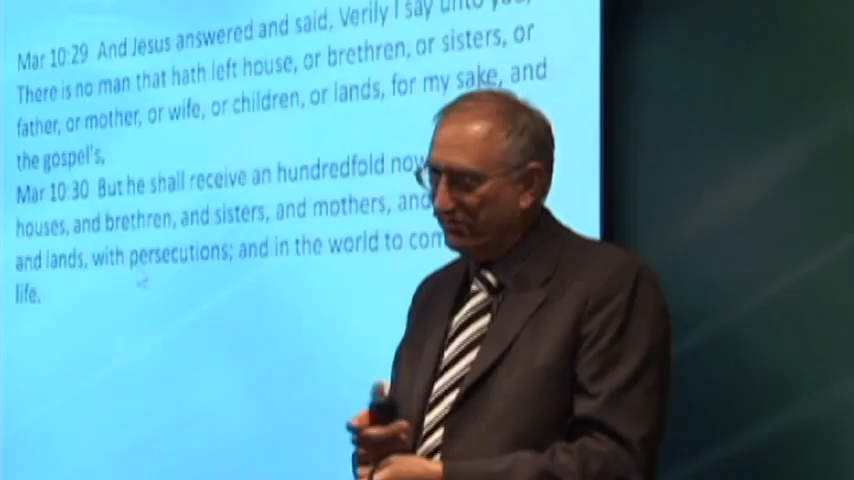 Mar 10:29 And Jesus answered and said, Verily I say unto you,
There is no man that hath left house, or brethren, or sisters, or
father, or mother, or wife, or children, or lands, for my sake, and
the gospel's,
Mar 10:30 But he shall receive an hundredfold now
houses, and brethren, and sisters, and mothers, and
and lands, with persecutions; and in the world to com
life.